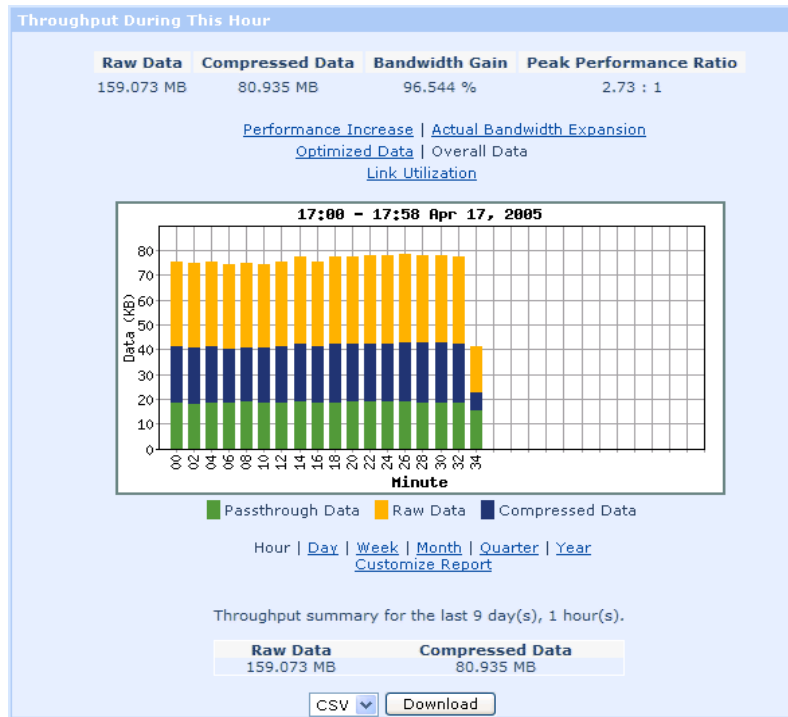 Throughput During This Hour
Raw Data Compressed Data Bandwidth Gain Peak Performance Ratio
159.073 MB 80.935 MB 96.544 % 2.73 : 1
Performance Increase | Actual Bandwidth Expansion
Optimized Data | Overall Data
Link Utilization
17:00 - 17:58 Apr 17, 2005
Data (KB)
80
70
60
50
40
30
20
10
0
00 02 04 06 08 10 12 14 16 18 20 22 24 26 28 30 32 34
Minute
Passthrough Data Raw Data Compressed Data
Hour | Day | Week | Month | Quarter | Year
Customize Report
Throughput summary for the last 9 day(s), 1 hour(s).
Raw Data Compressed Data
159.073 MB 80.935 MB
CSV Download